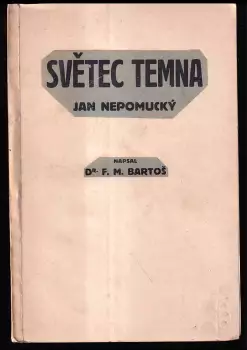 SVĚTEC TEMNA
JAN NEPOMUCKÝ
NAPSAL
DR. F. M. BARTOŠ